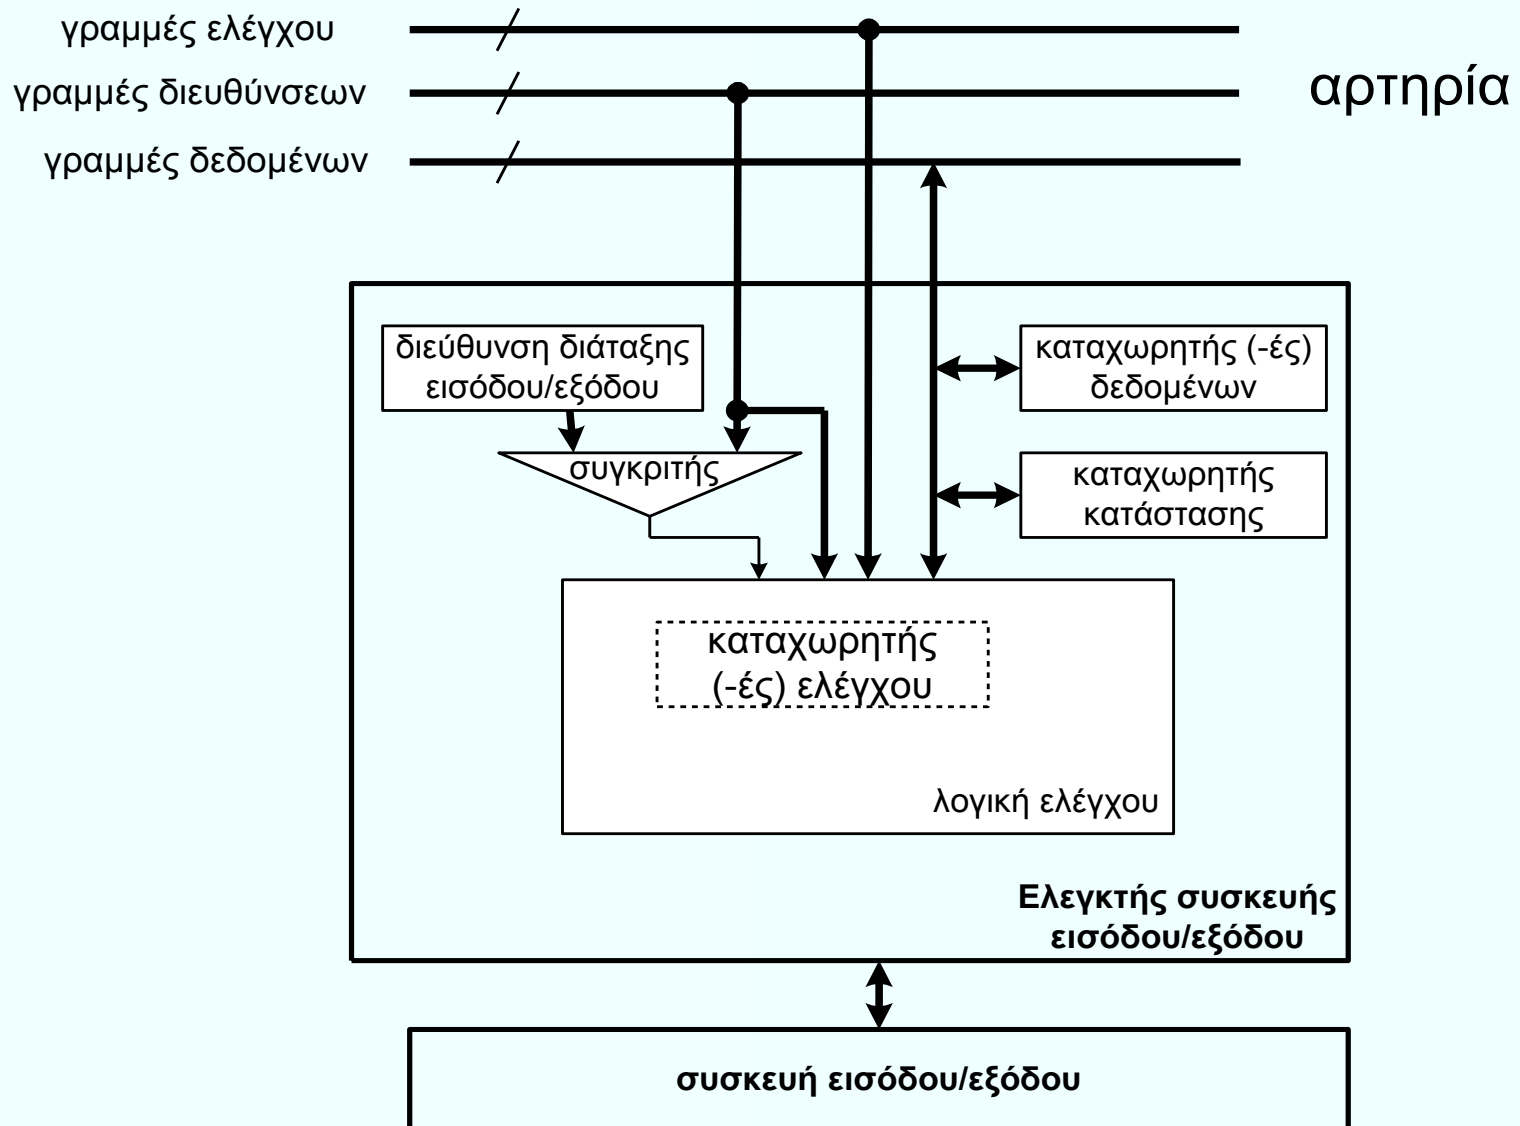 γραμμές ελέγχου
γραμμές διευθύνσεων
αρτηρία
γραμμές δεδομένων
διεύθυνση διάταξης
εισόδου/εξόδου
καταχωρητής (-ές)
δεδομένων
συγκριτής
καταχωρητής
κατάστασης
καταχωρητής
(-ές) ελέγχου
λογική ελέγχου
Ελεγκτής συσκευής
εισόδου/εξόδου
συσκευή εισόδου/εξόδου